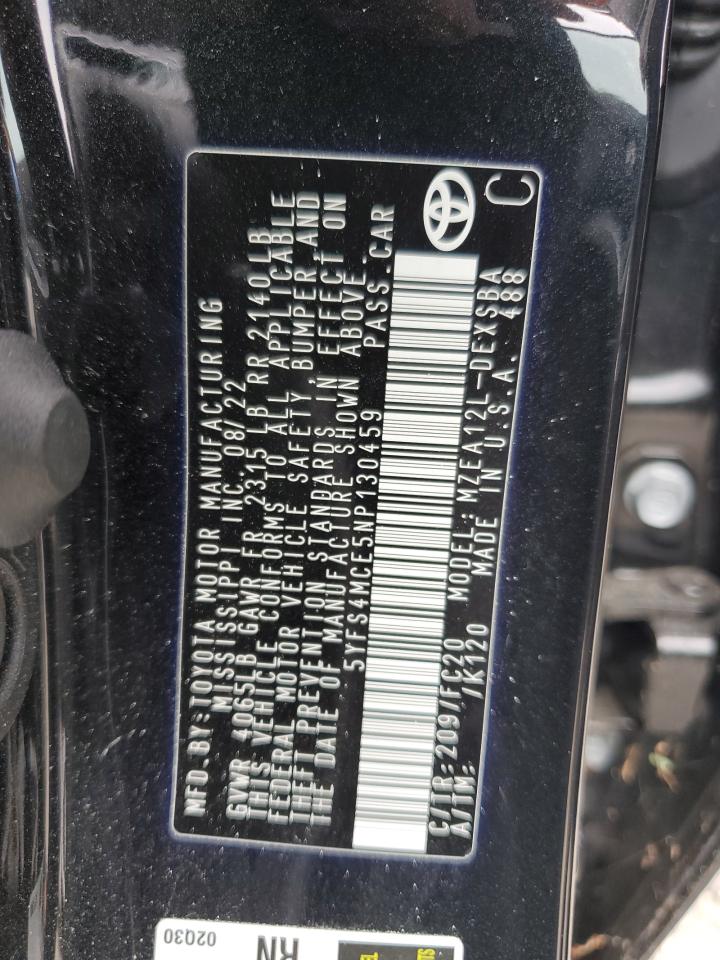 MFD.BY:TOYOTA MOTOR MANUFACTURING
MISSISSIPPI INC. 08/22
GVWR 4065LB GAWR FR 2315 LB RR 2140 LB
THIS VEHICLE CONFORMS TO ALL APPLICABLE
FEDERAL MOTOR VEHICLE SAFETY, BUMPER AND
THEFT PREVENTION STANDARDS IN EFFECT ON
THE DATE OF MANUFACTURE SHOWN ABOVE.
5YFS4MCE5NP130459 PASS.CAR
C/TR:209/FC20 MODEL:MZEA12L-DEXSBA
A/TM: /K120 MADE IN U.S.A. 488
C
02Q30
RN